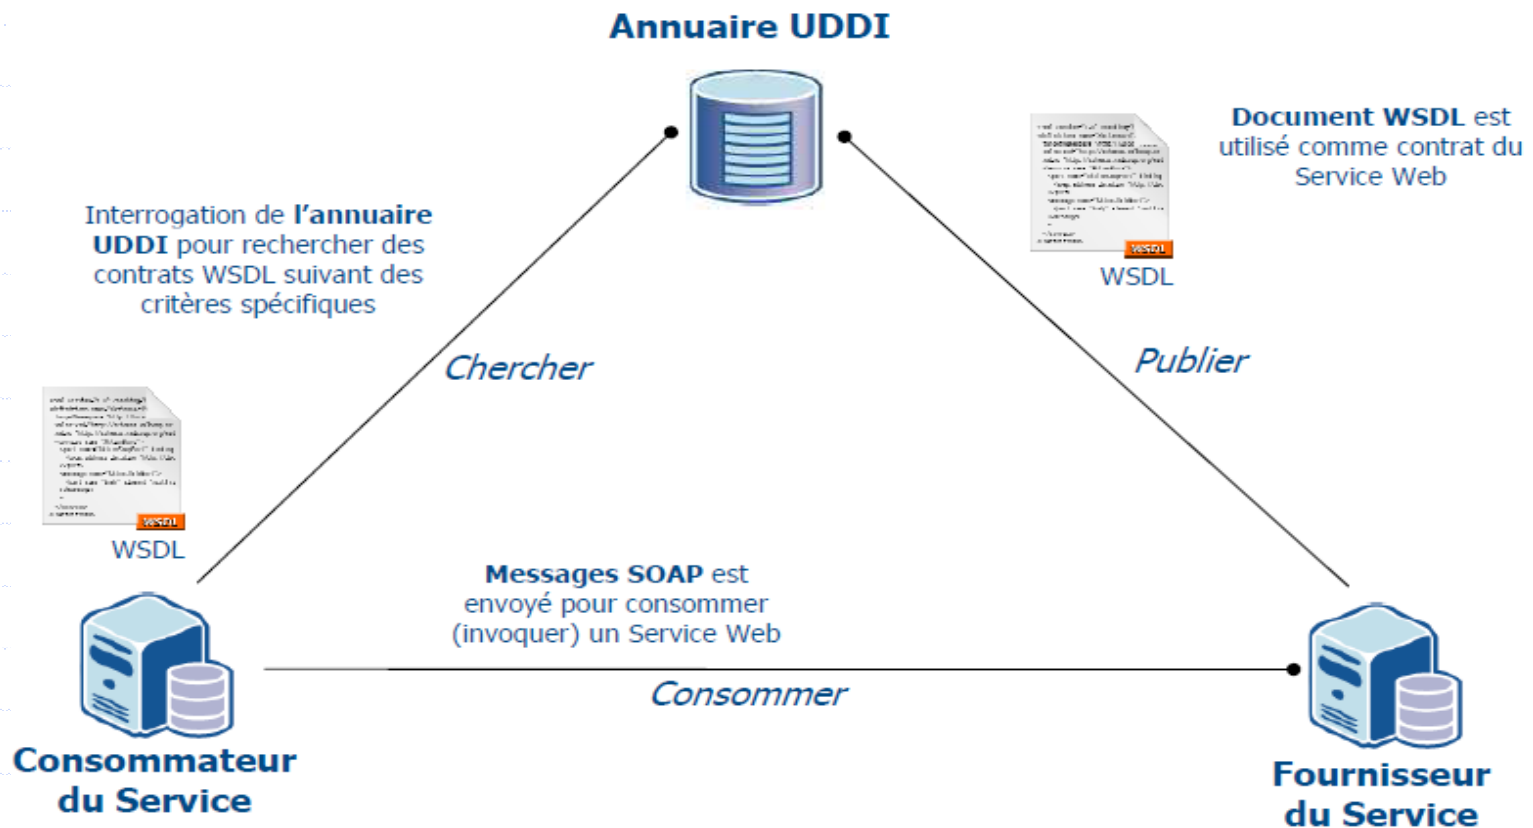 Annuaire UDDI
Document WSDL est
utilisé comme contrat du
Service Web
WSDL
WSDL
Interrogation de l’annuaire
UDDI pour rechercher des
contrats WSDL suivant des
critères spécifiques
Chercher
Publier
WSDL
WSDL
Messages SOAP est
envoyé pour consommer
(invoquer) un Service Web
Consommer
Consommateur
du Service
Fournisseur
du Service